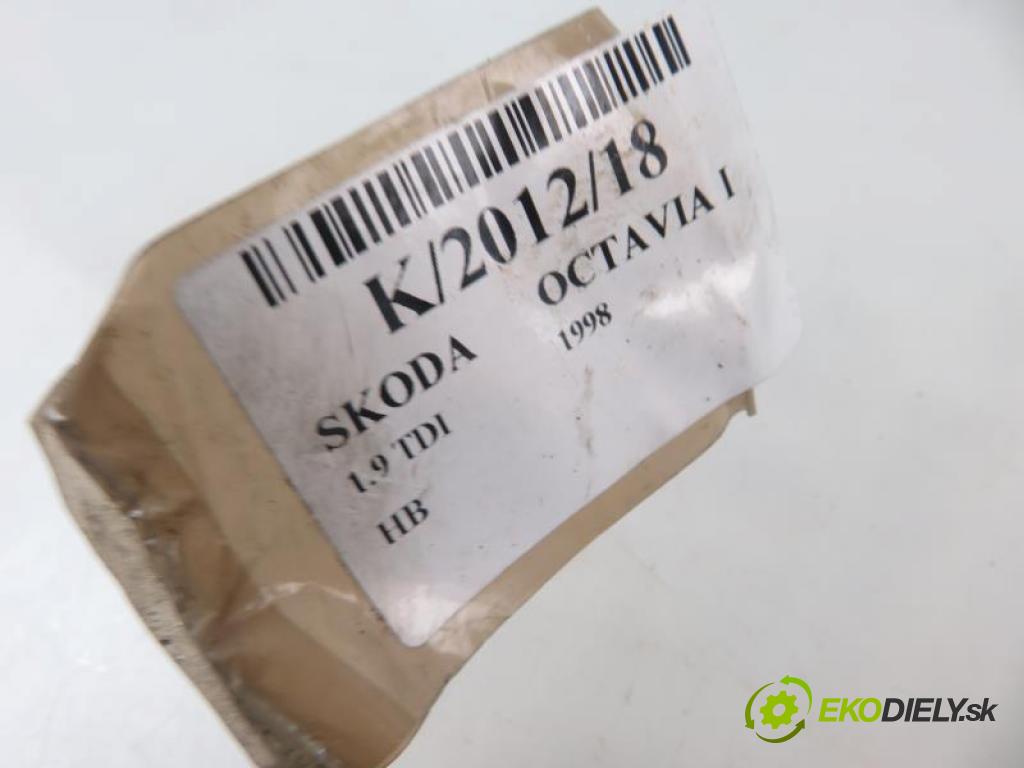 K/2012/18
SKODA OCTAVIA I
1.9 TDI 1998
HB
EKODIELY.sk